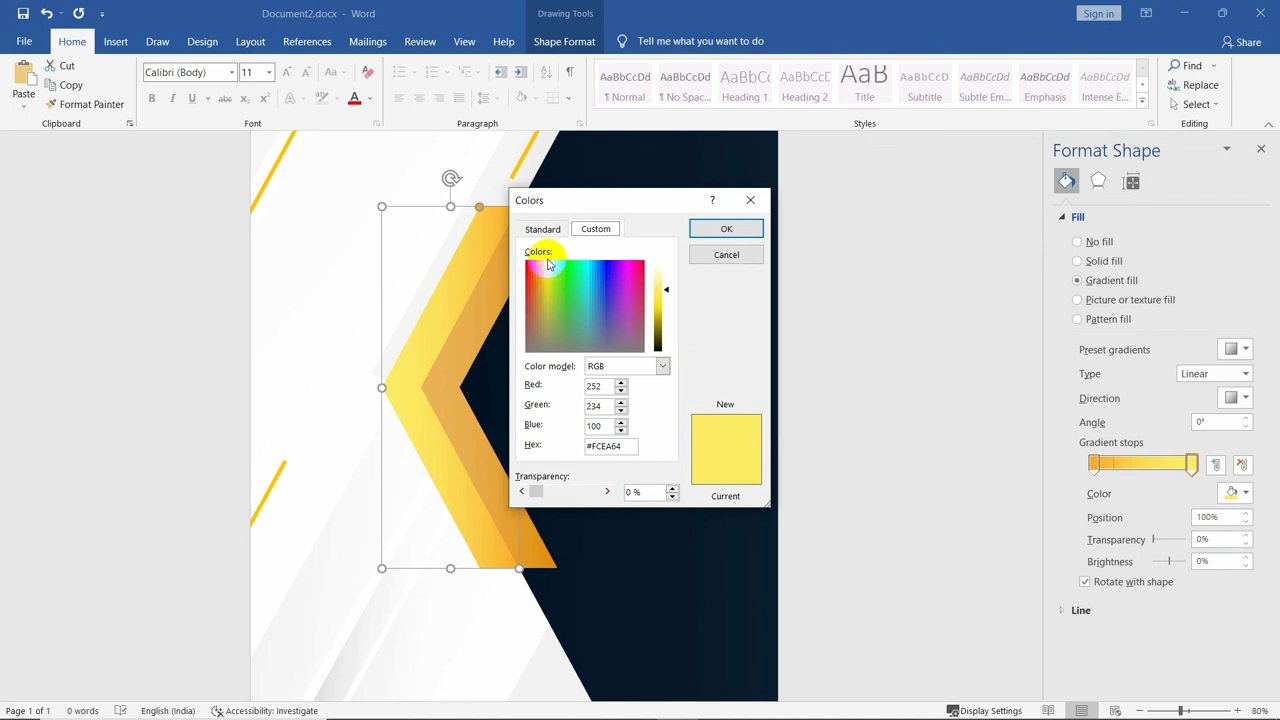 Document2.docx - Word
Drawing Tools
Sign in
File Home Insert Draw Design Layout References Mailings Review View Help Shape Format Tell me what you want to do Share
Paste
Cut
Copy
Format Painter
Clipboard
Calibri (Body) 11
Font
Paragraph
AaBbCcDd AaBbCcDd AaBbCc AaBbCcD AaB AaBbCcD AaBbCcDd AaBbCcDd AaBbCcDd
¶ Normal ¶ No Spac... Heading 1 Heading 2 Title Subtitle Subtle Em... Emphasis Intense E...
Styles
Find
Replace
Select
Editing
Colors
Standard Custom
OK
Cancel
Colors:
Color model: RGB
Red: 252
Green: 234
Blue: 100
Hex: #FCEA64
New
Current
Transparency:
0 %
Format Shape
Fill
No fill
Solid fill
Gradient fill
Picture or texture fill
Pattern fill
Preset gradients
Type Linear
Direction
Angle 0°
Gradient stops
Color
Position 100%
Transparency 0%
Brightness 0%
Rotate with shape
Line
Page 1 of 1 0 words English (India) Accessibility: Investigate Display Settings 80%